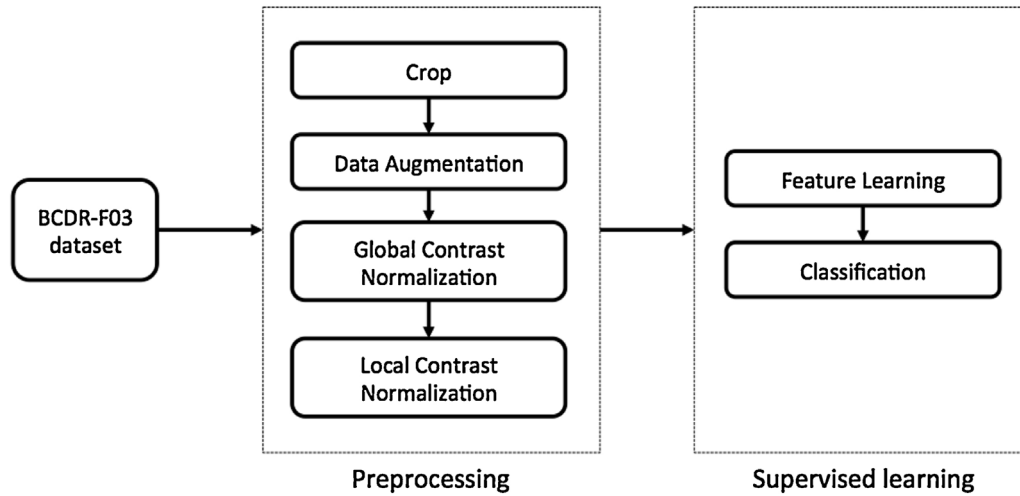 BCDR-F03
dataset
Crop
Data Augmentation
Global Contrast
Normalization
Local Contrast
Normalization
Preprocessing
Feature Learning
Classification
Supervised learning